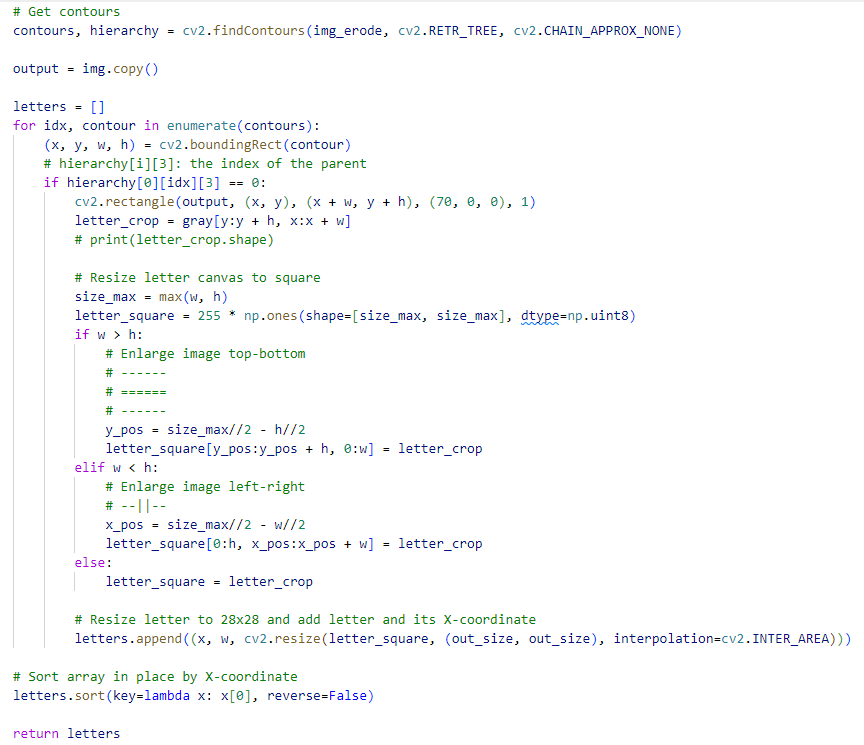 # Get contours
contours, hierarchy = cv2.findContours(img_erode, cv2.RETR_TREE, cv2.CHAIN_APPROX_NONE)

output = img.copy()

letters = []
for idx, contour in enumerate(contours):
    (x, y, w, h) = cv2.boundingRect(contour)
    # hierarchy[i][3]: the index of the parent
    if hierarchy[0][idx][3] == 0:
        cv2.rectangle(output, (x, y), (x + w, y + h), (70, 0, 0), 1)
        letter_crop = gray[y:y + h, x:x + w]
        # print(letter_crop.shape)

        # Resize letter canvas to square
        size_max = max(w, h)
        letter_square = 255 * np.ones(shape=[size_max, size_max], dtype=np.uint8)
        if w > h:
            # Enlarge image top-bottom
            # ------
            # ======
            # ------
            y_pos = size_max//2 - h//2
            letter_square[y_pos:y_pos + h, 0:w] = letter_crop
        elif w < h:
            # Enlarge image left-right
            # --||--
            x_pos = size_max//2 - w//2
            letter_square[0:h, x_pos:x_pos + w] = letter_crop
        else:
            letter_square = letter_crop

        # Resize letter to 28x28 and add letter and its X-coordinate
        letters.append((x, w, cv2.resize(letter_square, (out_size, out_size), interpolation=cv2.INTER_AREA)))

# Sort array in place by X-coordinate
letters.sort(key=lambda x: x[0], reverse=False)

return letters